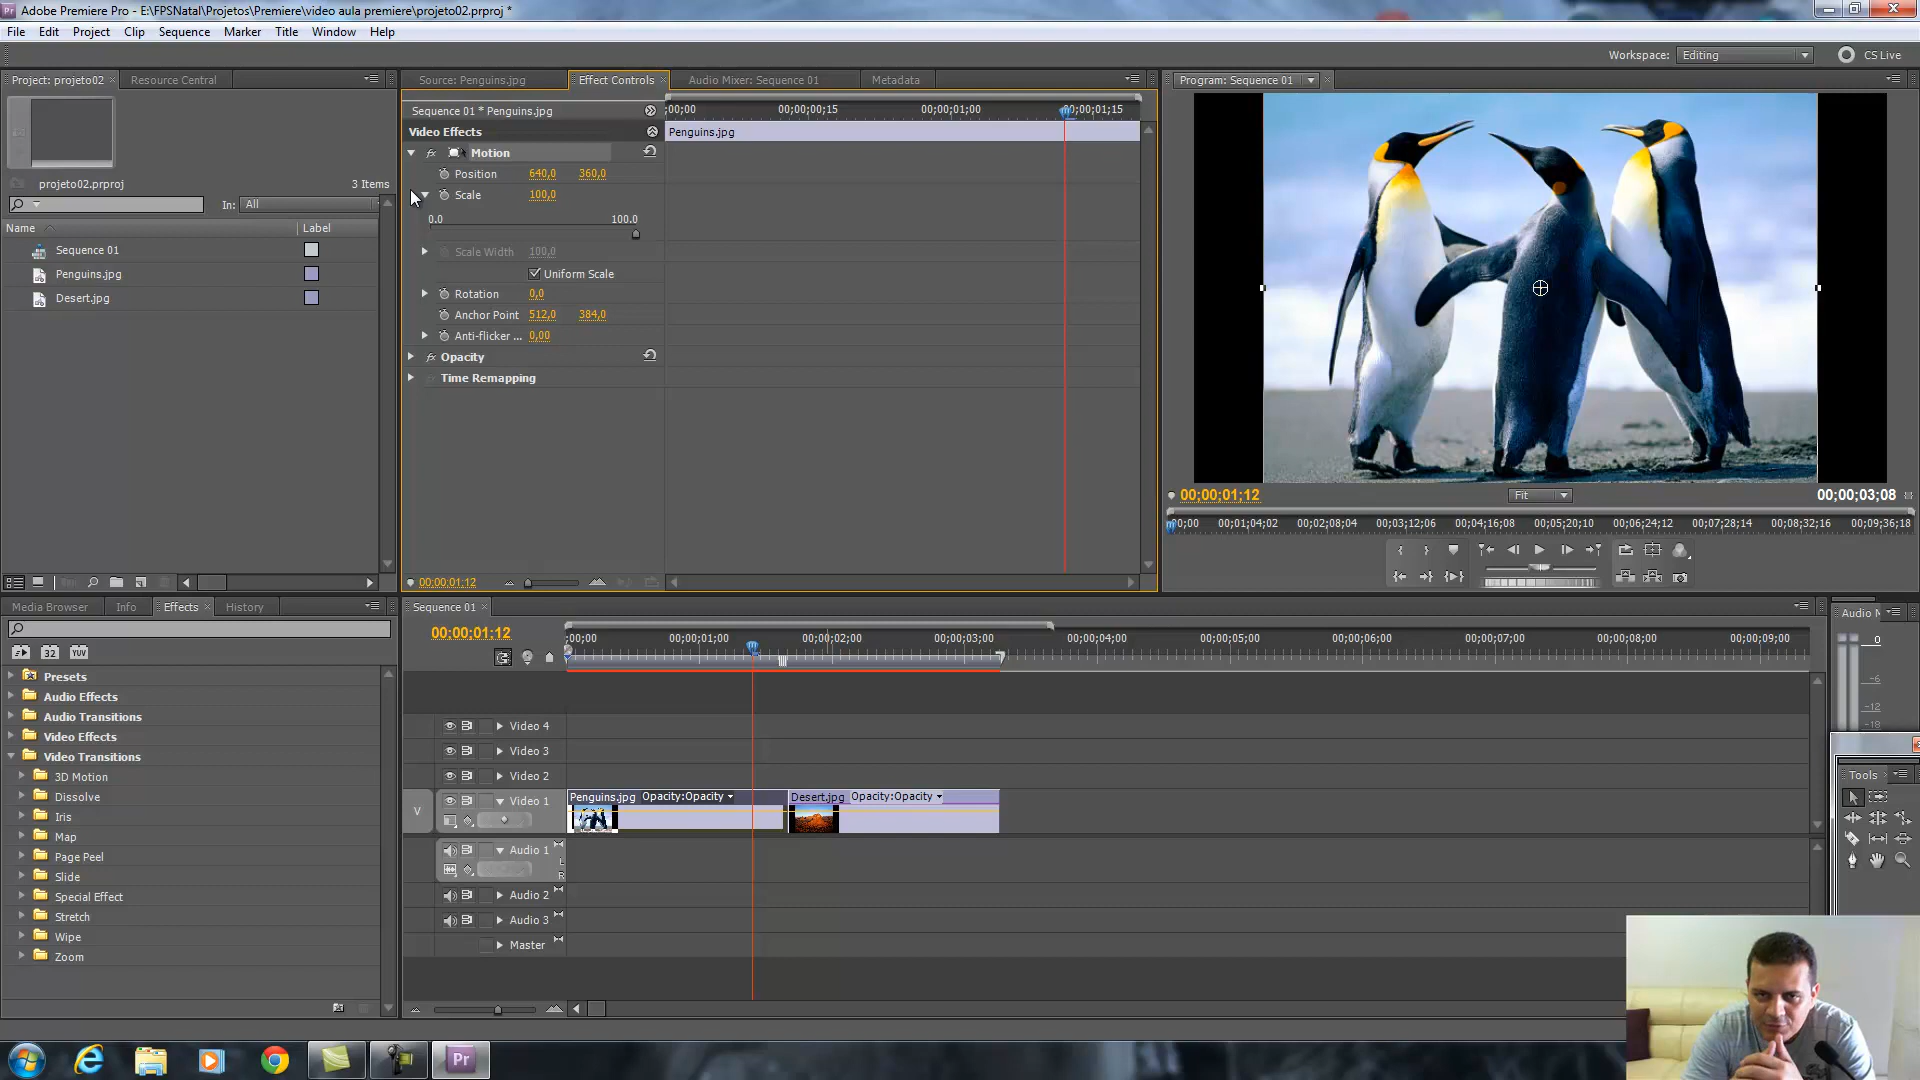 Adobe Premiere Pro - E:\FPSNatal\Projetos\Premiere\video aula premiere\projeto02.prproj *
File Edit Project Clip Sequence Marker Title Window Help
Workspace: Editing CS Live
Project: projeto02 Resource Central
projeto02.prproj
3 Items
In: All
Name Label
Sequence 01
Penguins.jpg
Desert.jpg
Source: Penguins.jpg Effect Controls Audio Mixer: Sequence 01 Metadata
Sequence 01 * Penguins.jpg
;00;00 00;00;00;15 00;00;01;00 00;00;01;15
Video Effects
Penguins.jpg
fx Motion
Position 640,0 360,0
Scale 100,0
0.0 100.0
Scale Width 100,0
Uniform Scale
Rotation 0,0
Anchor Point 512,0 384,0
Anti-flicker ... 0,00
fx Opacity
Time Remapping
00;00;01;12
Program: Sequence 01
00;00;01;12 Fit 00;00;03;08
00;00 00;01;04;02 00;02;08;04 00;03;12;06 00;04;16;08 00;05;20;10 00;06;24;12 00;07;28;14 00;08;32;16 00;09;36;18
Media Browser Info Effects History
32 YUV
Presets
Audio Effects
Audio Transitions
Video Effects
Video Transitions
3D Motion
Dissolve
Iris
Map
Page Peel
Slide
Special Effect
Stretch
Wipe
Zoom
Sequence 01
00;00;01;12
;00;00 00;00;01;00 00;00;02;00 00;00;03;00 00;00;04;00 00;00;05;00 00;00;06;00 00;00;07;00 00;00;08;00 00;00;09;00
Video 4
Video 3
Video 2
V Video 1
Penguins.jpg Opacity:Opacity Desert.jpg Opacity:Opacity
Audio 1
L
R
Audio 2
Audio 3
Master
Audio M
0
-6
-12
-18
Tools
Pr